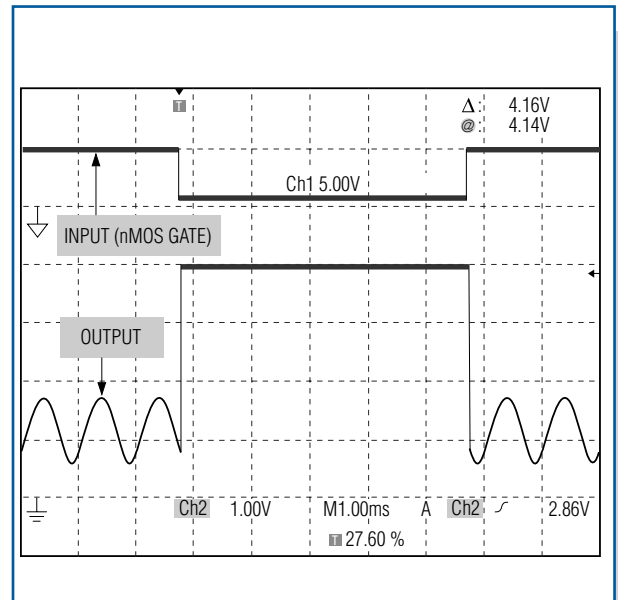 T
Δ: 4.16V
@: 4.14V
Ch1 5.00V
INPUT (nMOS GATE)
OUTPUT
Ch2 1.00V M1.00ms A Ch2 2.86V
T 27.60 %